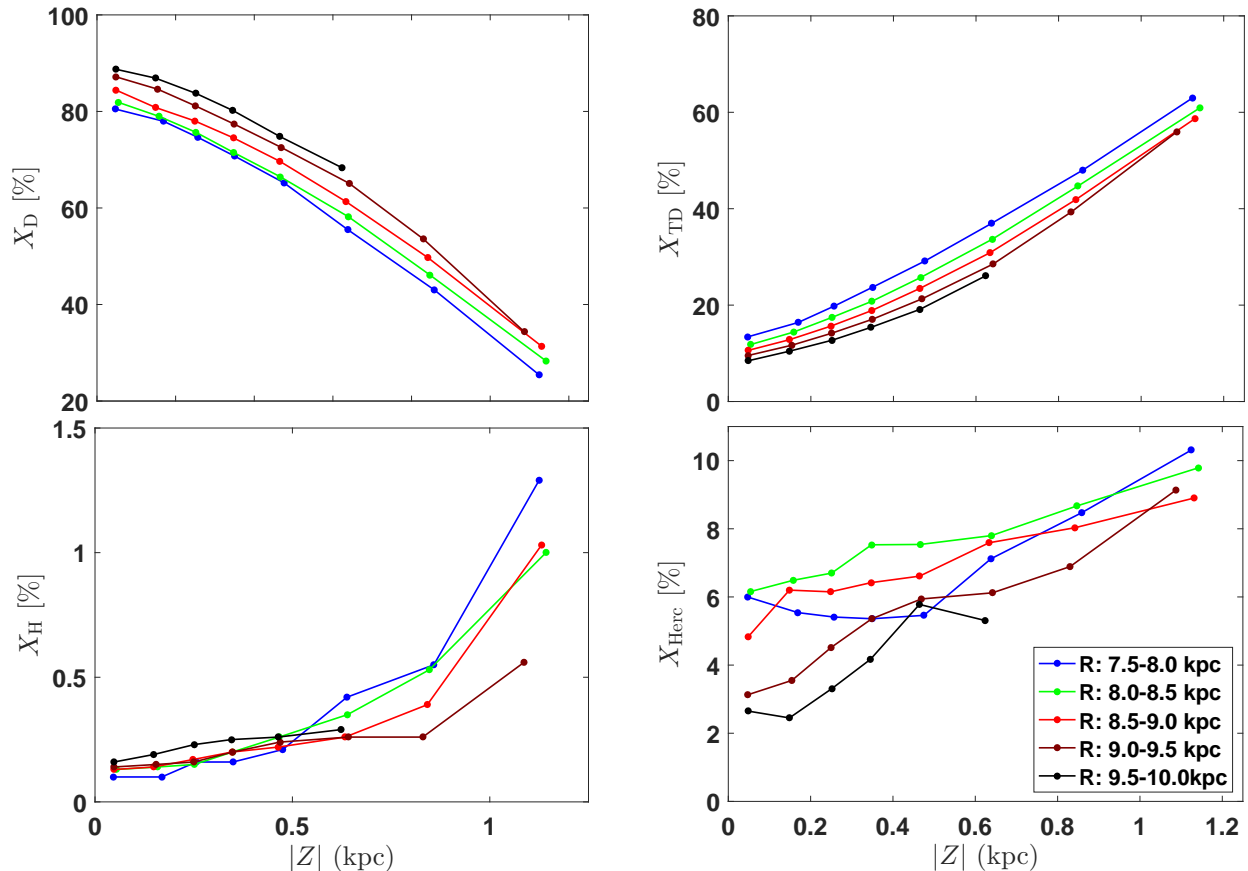 100
80
60
40
20
X_D [%]
80
60
40
20
0
X_TD [%]
1.5
1
0.5
0
X_H [%]
0
0.5
1
|Z| (kpc)
10
8
6
4
2
0
X_Herc [%]
R: 7.5-8.0 kpc
R: 8.0-8.5 kpc
R: 8.5-9.0 kpc
R: 9.0-9.5 kpc
R: 9.5-10.0kpc
0
0.2
0.4
0.6
0.8
1
1.2
|Z| (kpc)